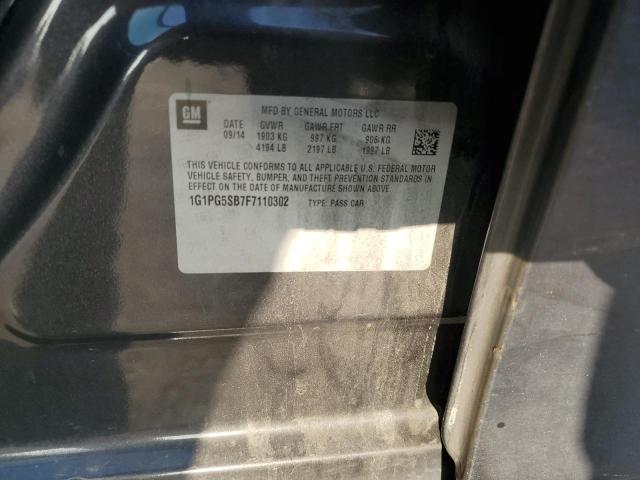 GM
MFD BY GENERAL MOTORS LLC
DATE GVWR GAWR FRT GAWR RR
09/14 1903 KG 997 KG 906 KG
4194 LB 2197 LB 1997 LB
THIS VEHICLE CONFORMS TO ALL APPLICABLE U.S. FEDERAL MOTOR
VEHICLE SAFETY, BUMPER, AND THEFT PREVENTION STANDARDS
IN EFFECT ON THE DATE OF MANUFACTURE SHOWN ABOVE.
1G1PG5SB7F7110302 TYPE: PASS CAR